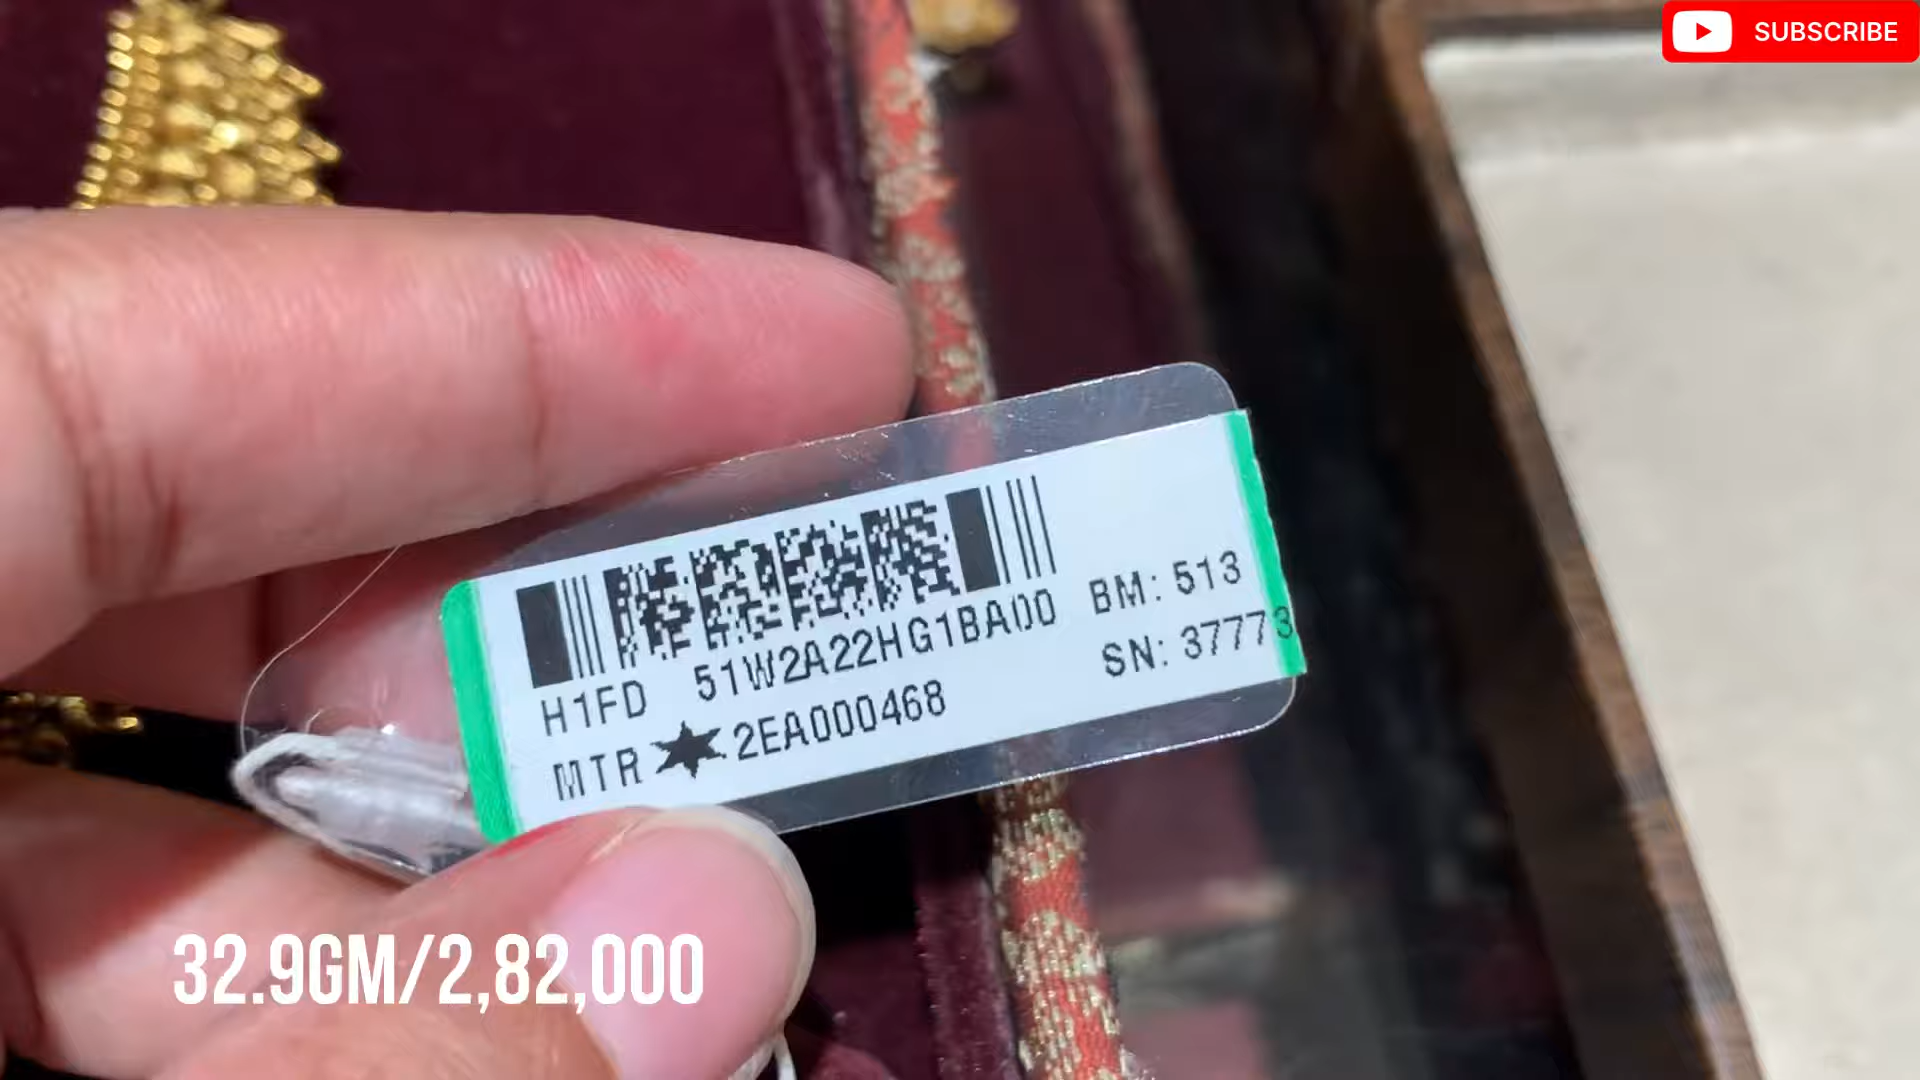 SUBSCRIBE
H1FD 51W2A22HG1BA00 BM: 513
MTR 2EA000468 SN: 37773
32.9GM/2,82,000